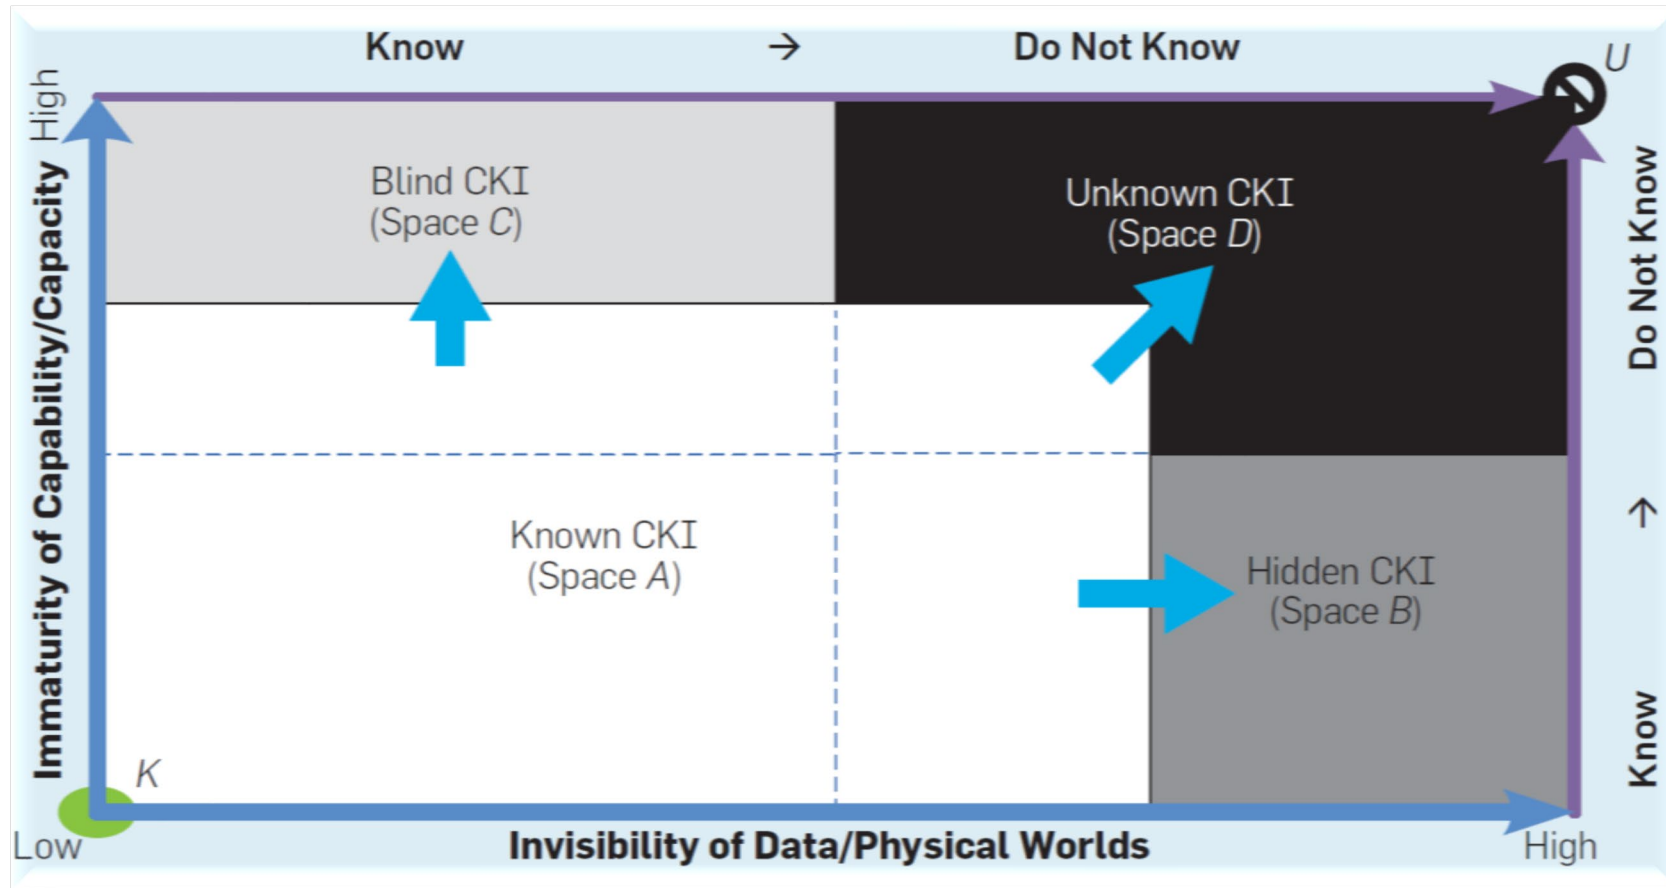 Know → Do Not Know
U
High
Immaturity of Capability/Capacity
Blind CKI
(Space C)
Unknown CKI
(Space D)
Do Not Know
↑
Know
Known CKI
(Space A)
Hidden CKI
(Space B)
K
Low
Invisibility of Data/Physical Worlds
High